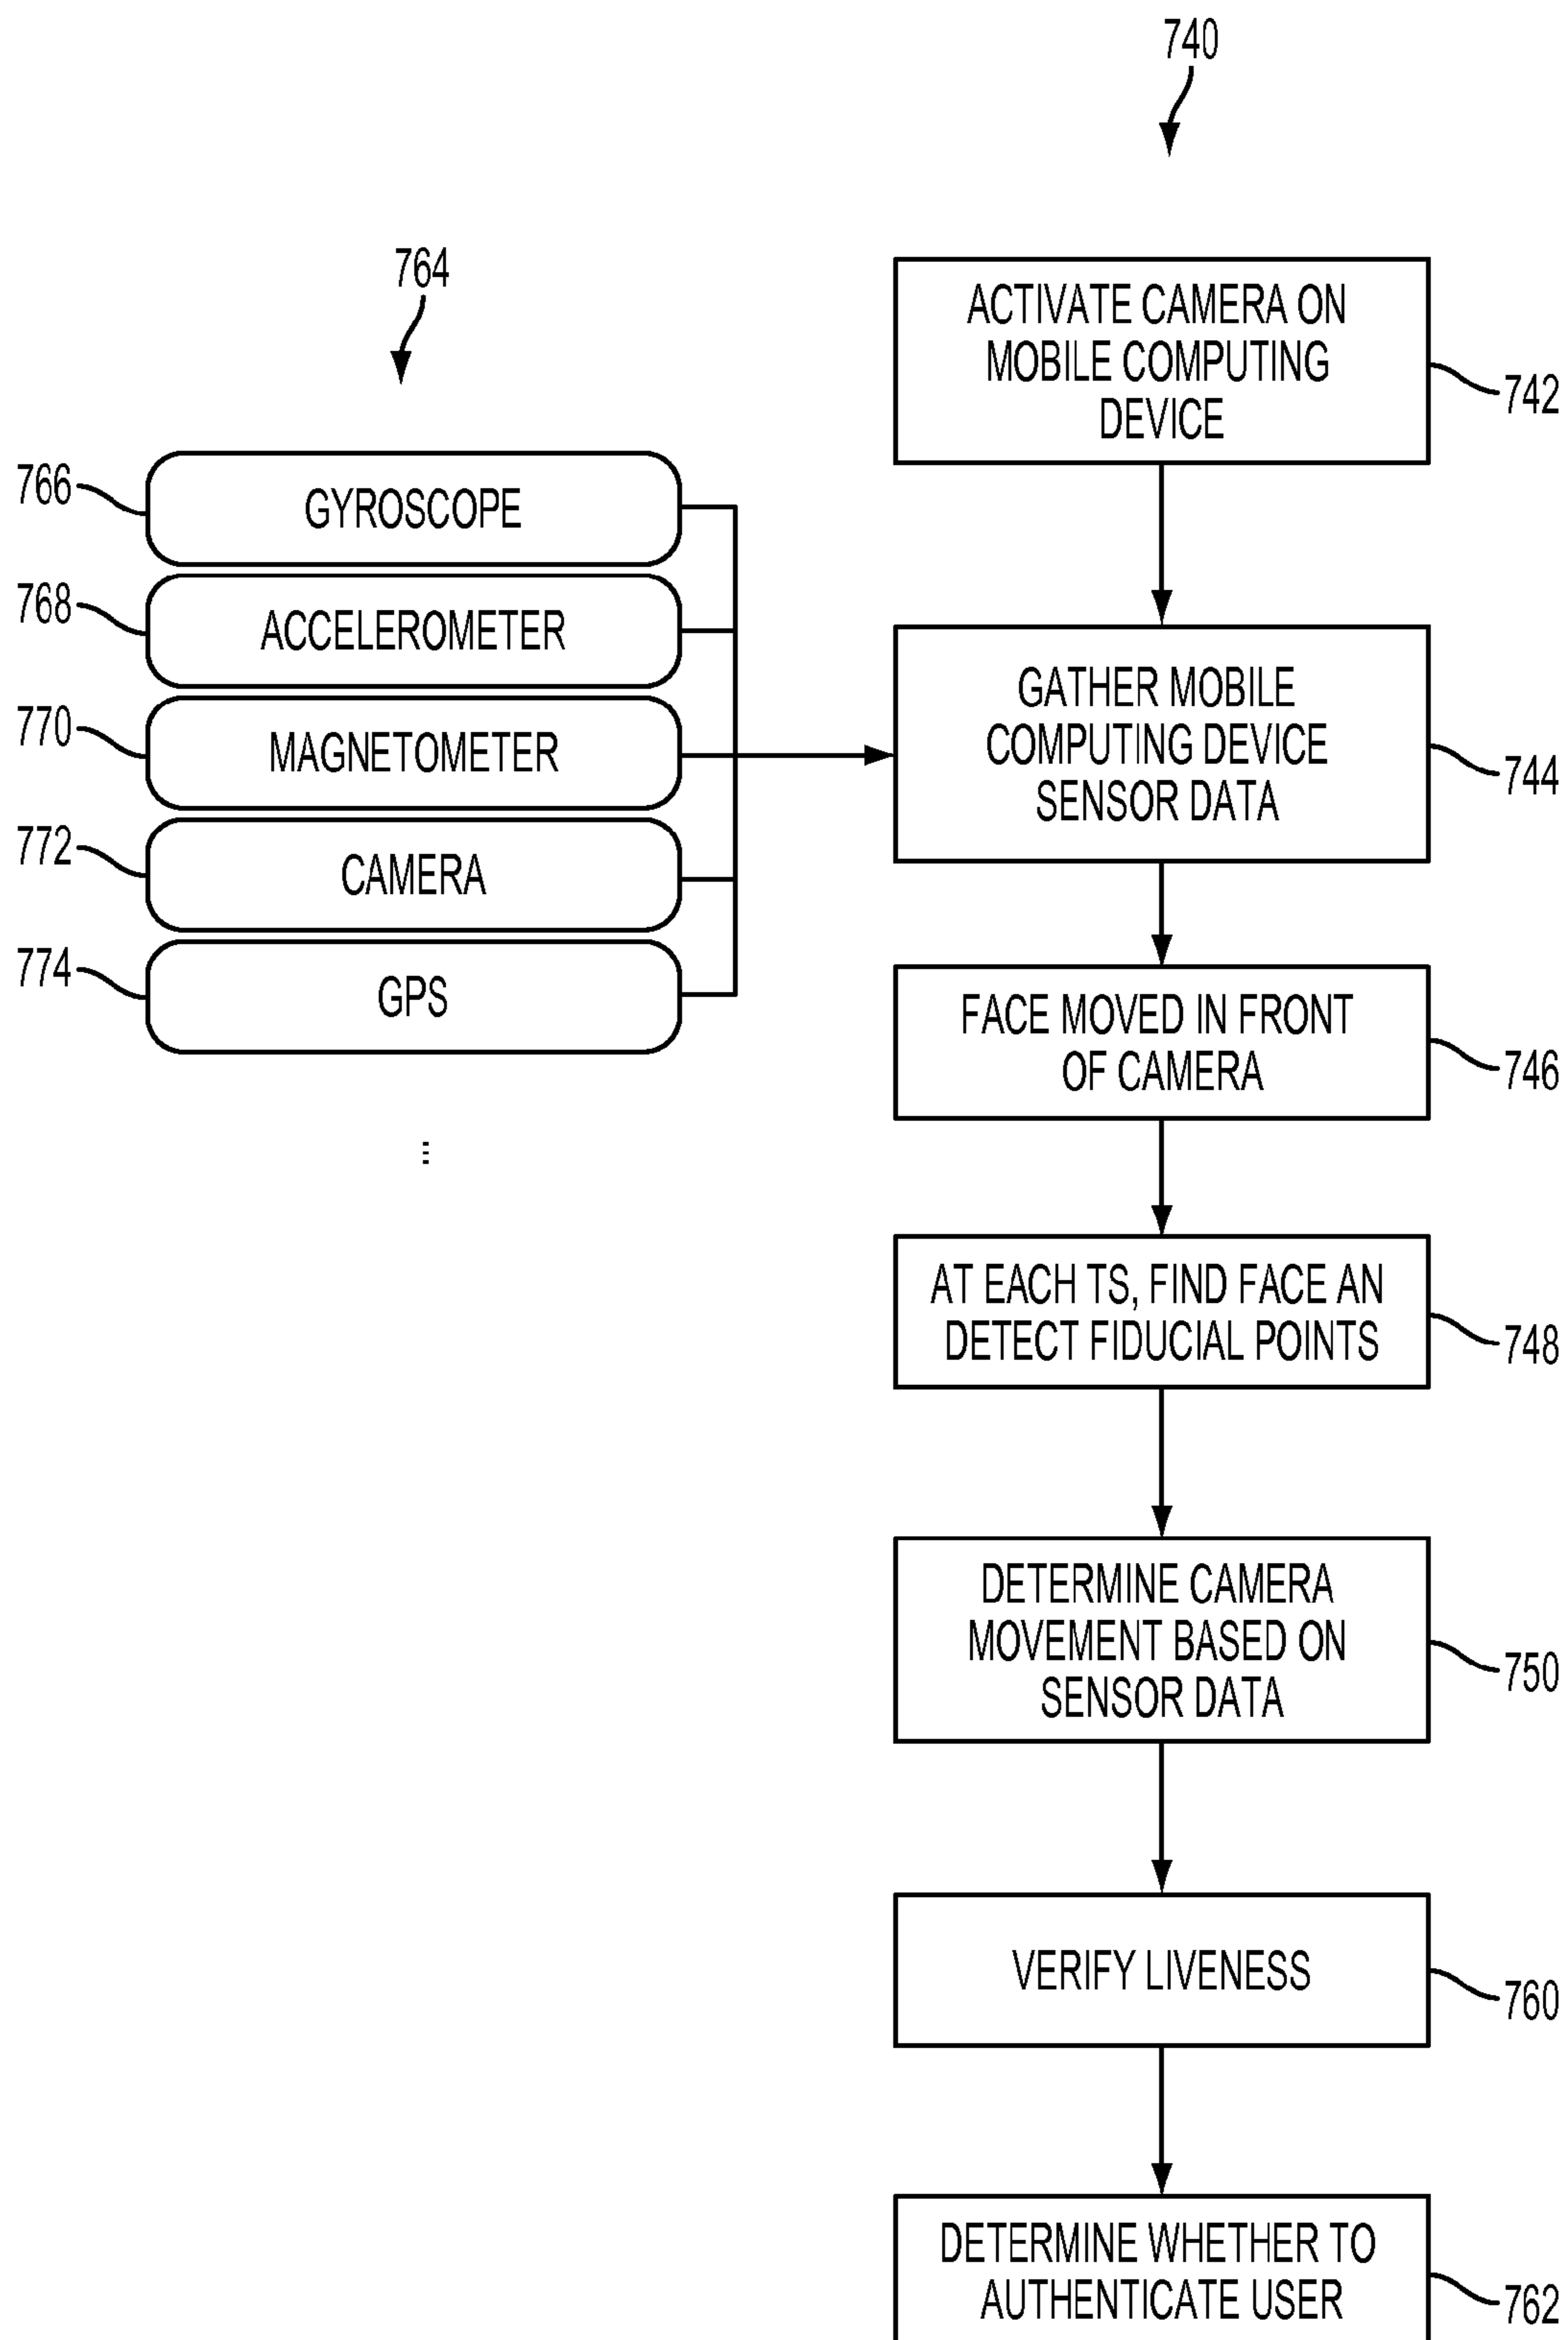 740
764
ACTIVATE CAMERA ON
MOBILE COMPUTING
DEVICE
742
766
GYROSCOPE
768
ACCELEROMETER
770
MAGNETOMETER
772
CAMERA
774
GPS
...
GATHER MOBILE
COMPUTING DEVICE
SENSOR DATA
744
FACE MOVED IN FRONT
OF CAMERA
746
AT EACH TS, FIND FACE AN
DETECT FIDUCIAL POINTS
748
DETERMINE CAMERA
MOVEMENT BASED ON
SENSOR DATA
750
VERIFY LIVENESS
760
DETERMINE WHETHER TO
AUTHENTICATE USER
762